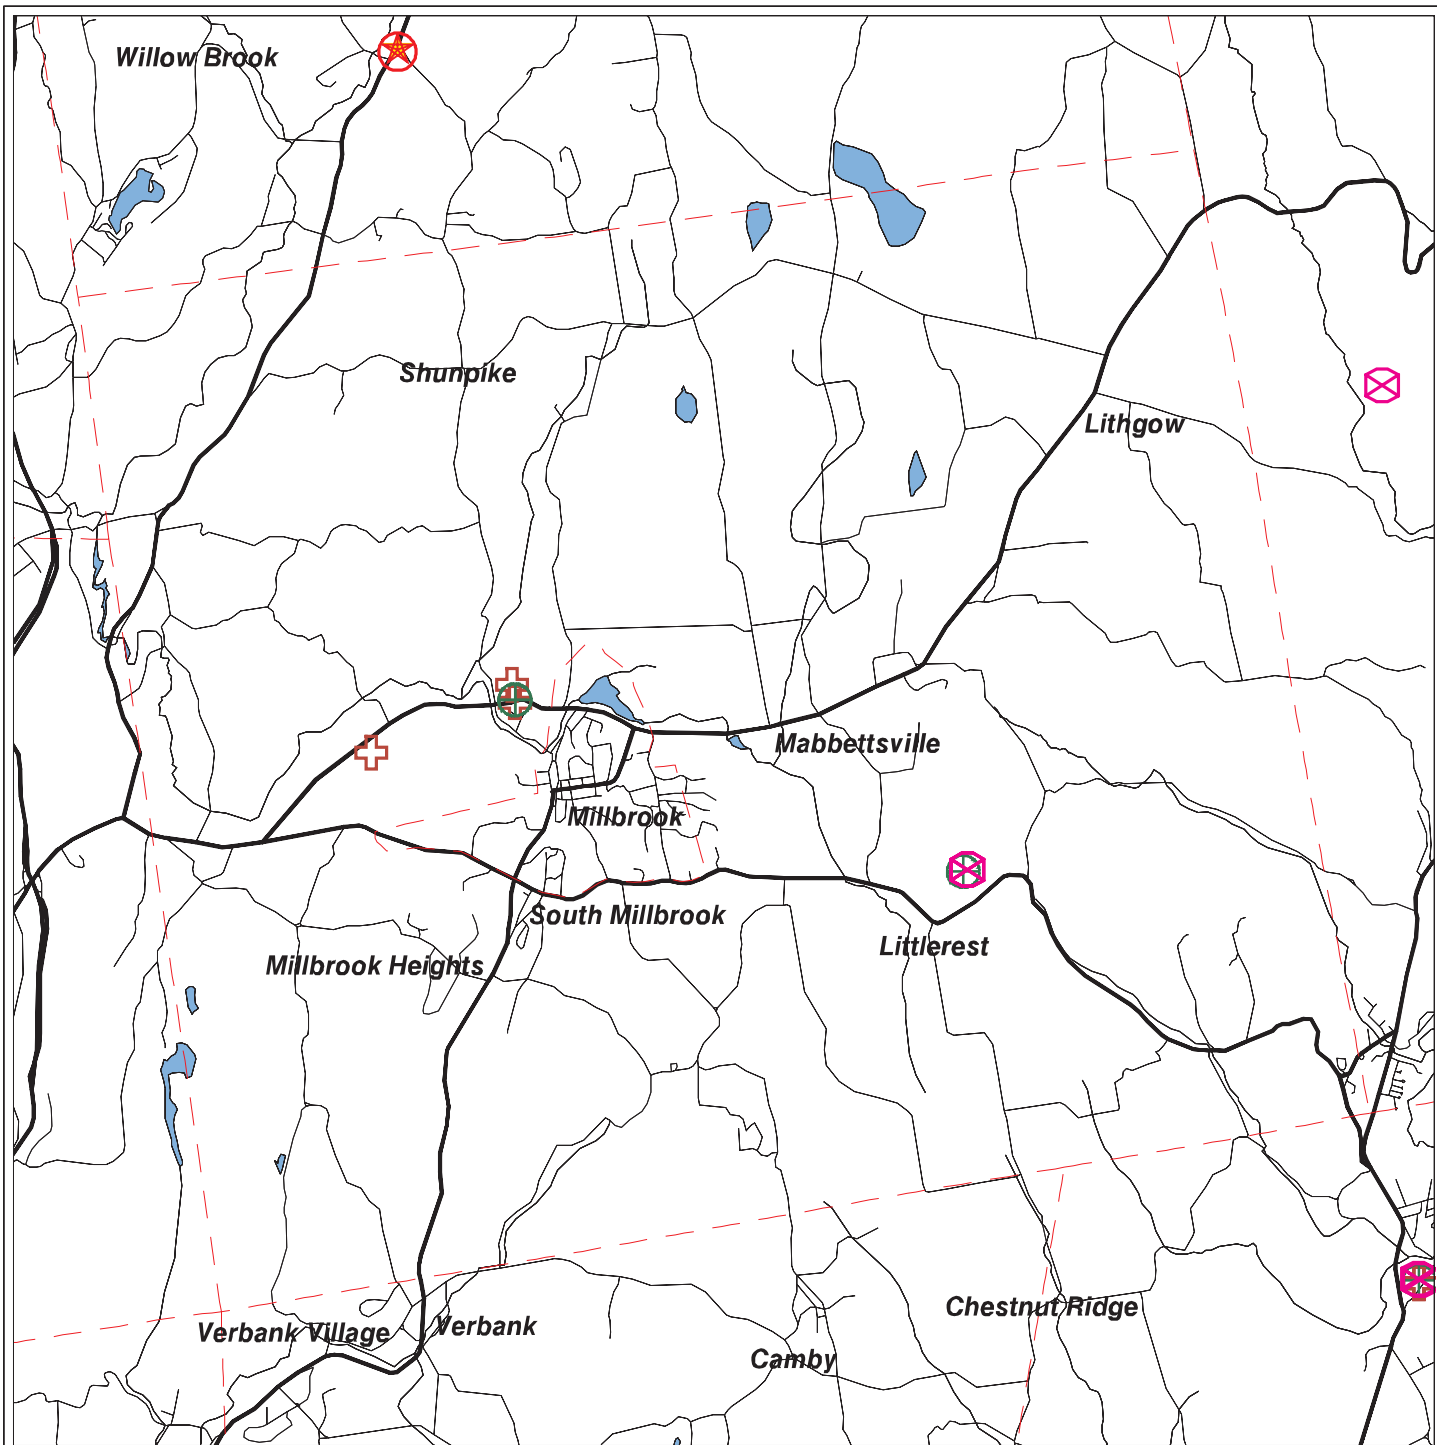 Willow Brook
Shunpike
Lithgow
Mabbettsville
Millbrook
South Millbrook
Littlerest
Millbrook Heights
Chestnut Ridge
Verbank Village
Verbank
Camby